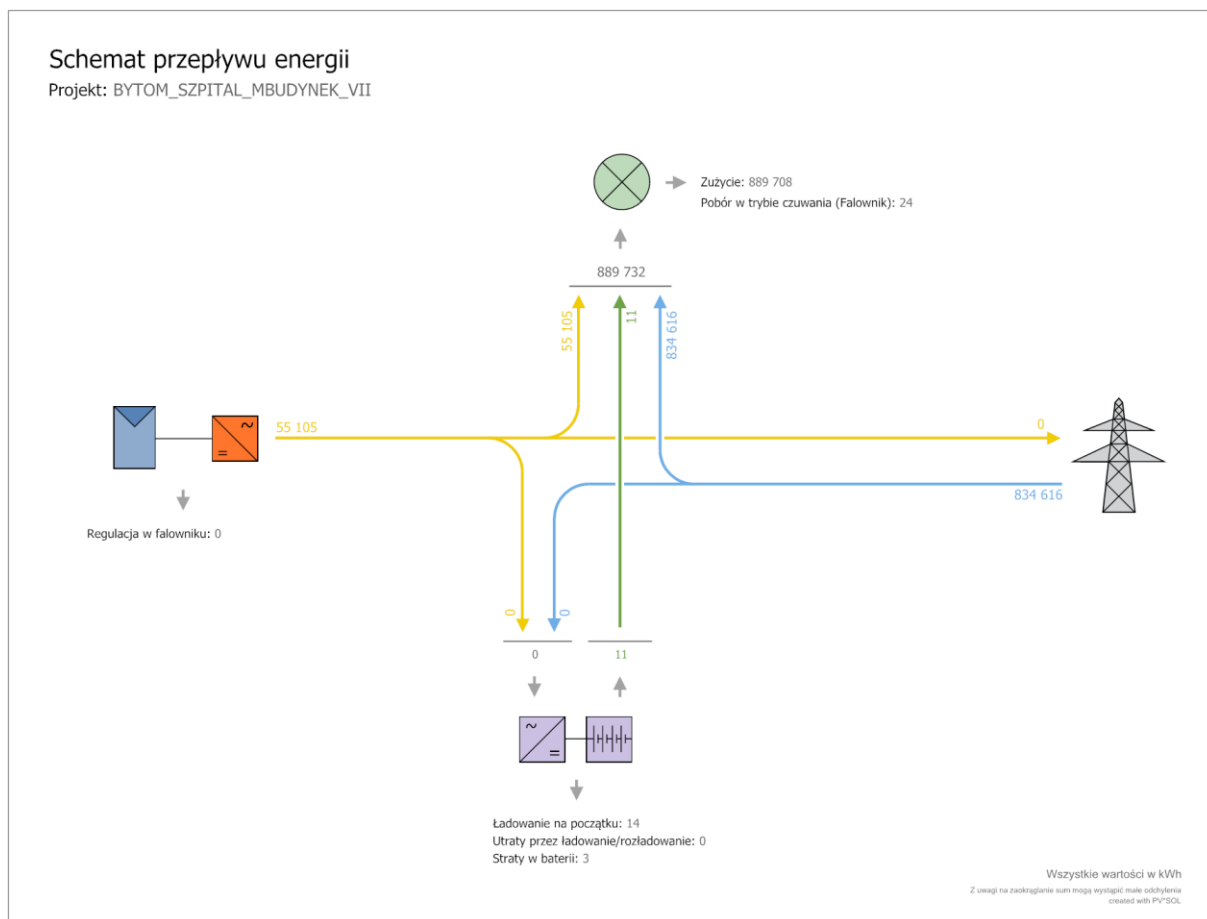 Schemat przepływu energii
Projekt: BYTOM_SZPITAL_MBUDYNEK_VII
Zużycie: 889 708
Pobór w trybie czuwania (Falownik): 24
889 732
55 105
11
834 616
55 105
0
834 616
Regulacja w falowniku: 0
0
0
0
11
~
=
~
=
Ładowanie na początku: 14
Utraty przez ładowanie/rozładowanie: 0
Straty w baterii: 3
Wszystkie wartości w kWh
Z uwagi na zaokrąglanie sum mogą wystąpić małe odchylenia
created with PV*SOL